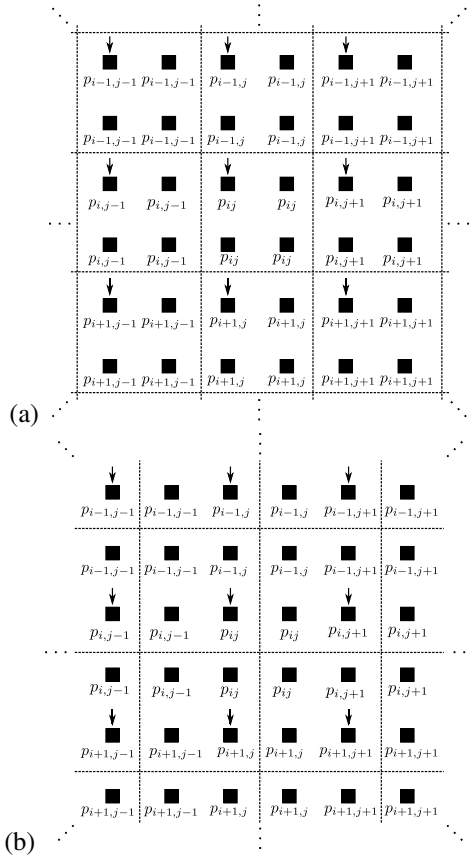 p_{i-1,j-1} p_{i-1,j-1} p_{i-1,j} p_{i-1,j} p_{i-1,j+1} p_{i-1,j+1}
p_{i-1,j-1} p_{i-1,j-1} p_{i-1,j} p_{i-1,j} p_{i-1,j+1} p_{i-1,j+1}
p_{i,j-1} p_{i,j-1} p_{ij} p_{ij} p_{i,j+1} p_{i,j+1}
p_{i,j-1} p_{i,j-1} p_{ij} p_{ij} p_{i,j+1} p_{i,j+1}
p_{i+1,j-1} p_{i+1,j-1} p_{i+1,j} p_{i+1,j} p_{i+1,j+1} p_{i+1,j+1}
p_{i+1,j-1} p_{i+1,j-1} p_{i+1,j} p_{i+1,j} p_{i+1,j+1} p_{i+1,j+1}
(a)
p_{i-1,j-1} p_{i-1,j-1} p_{i-1,j} p_{i-1,j} p_{i-1,j+1} p_{i-1,j+1}
p_{i-1,j-1} p_{i-1,j-1} p_{i-1,j} p_{i-1,j} p_{i-1,j+1} p_{i-1,j+1}
p_{i,j-1} p_{i,j-1} p_{ij} p_{ij} p_{i,j+1} p_{i,j+1}
p_{i,j-1} p_{i,j-1} p_{ij} p_{ij} p_{i,j+1} p_{i,j+1}
p_{i+1,j-1} p_{i+1,j-1} p_{i+1,j} p_{i+1,j} p_{i+1,j+1} p_{i+1,j+1}
p_{i+1,j-1} p_{i+1,j-1} p_{i+1,j} p_{i+1,j} p_{i+1,j+1} p_{i+1,j+1}
(b)